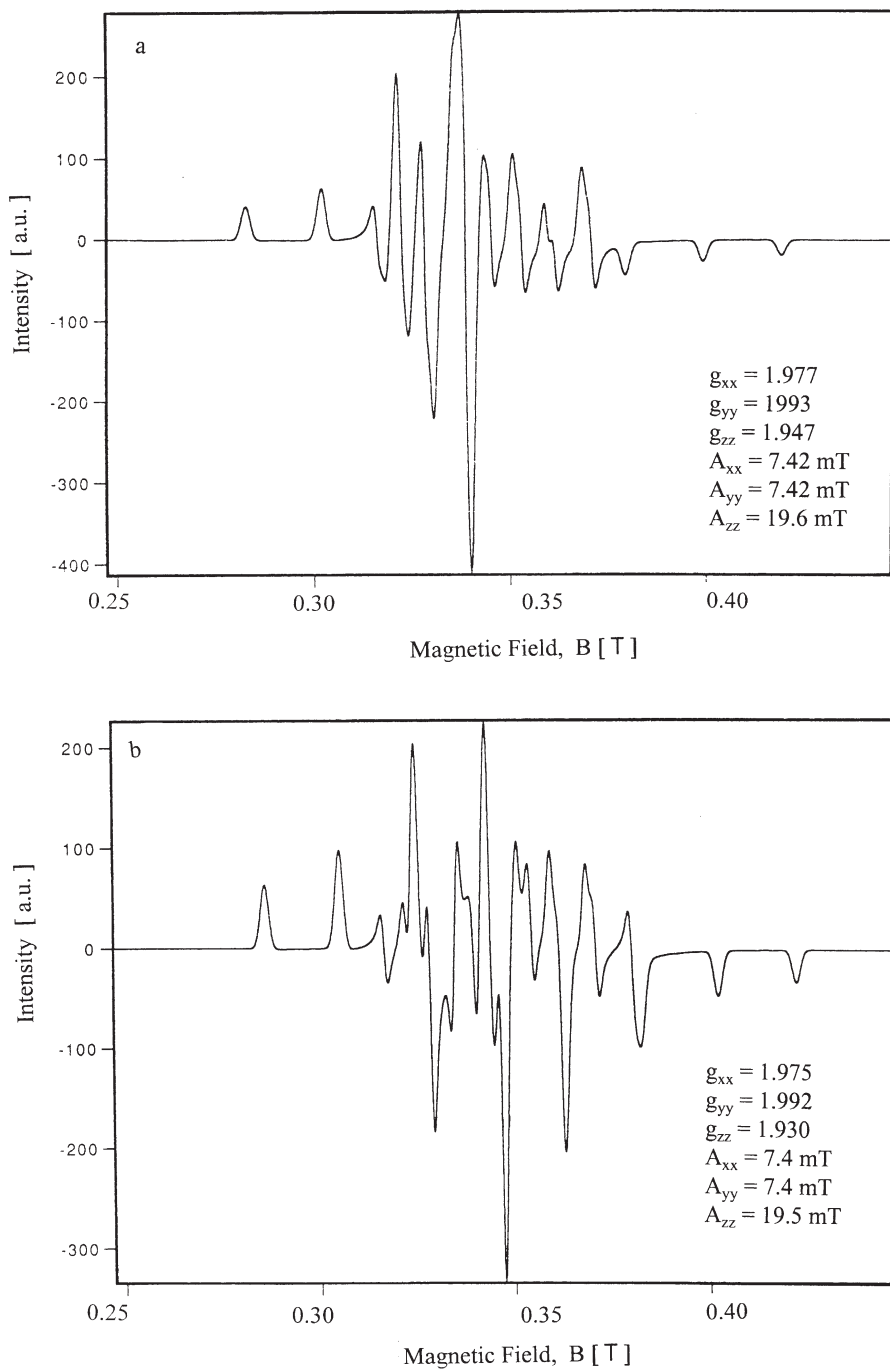 a
200
100
0
-100
-200
-300
-400
Intensity [ a.u. ]
g_xx = 1.977
g_yy = 1993
g_zz = 1.947
A_xx = 7.42 mT
A_yy = 7.42 mT
A_zz = 19.6 mT
0.25 0.30 0.35 0.40
Magnetic Field, B [ T ]
b
200
100
0
-100
-200
-300
Intensity [ a.u. ]
g_xx = 1.975
g_yy = 1.992
g_zz = 1.930
A_xx = 7.4 mT
A_yy = 7.4 mT
A_zz = 19.5 mT
0.25 0.30 0.35 0.40
Magnetic Field, B [ T ]